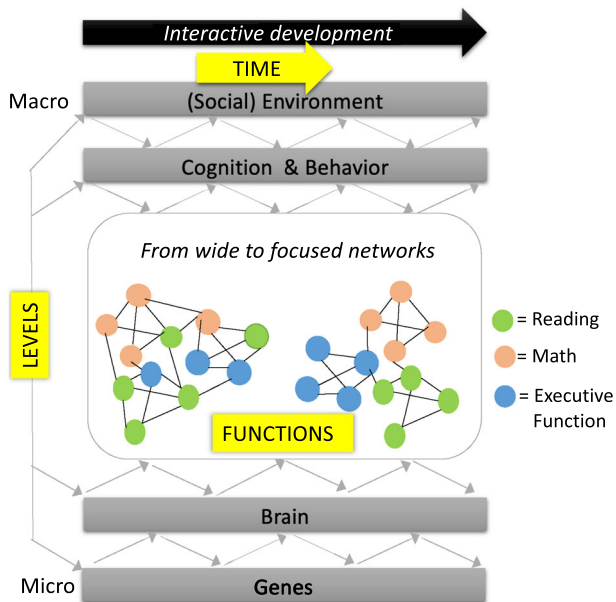 Interactive development
TIME
Macro
(Social) Environment
Cognition & Behavior
From wide to focused networks
LEVELS
= Reading
= Math
= Executive
Function
FUNCTIONS
Brain
Micro
Genes